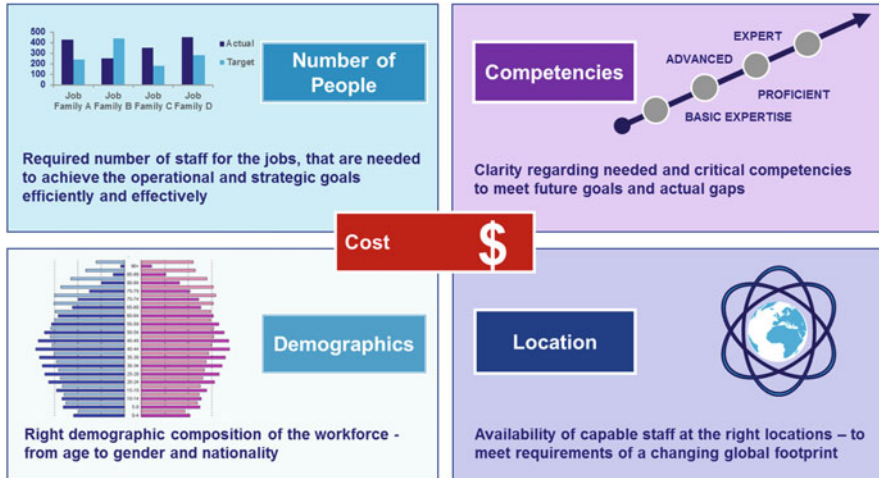 500
400
300
200
100
0
Actual
Target
Job Family A
Job Family B
Job Family C
Job Family D
Number of
People
Required number of staff for the jobs, that are needed
to achieve the operational and strategic goals
efficiently and effectively
Competencies
EXPERT
ADVANCED
PROFICIENT
BASIC EXPERTISE
Clarity regarding needed and critical competencies
to meet future goals and actual gaps
Cost $
Demographics
Right demographic composition of the workforce -
from age to gender and nationality
Location
Availability of capable staff at the right locations – to
meet requirements of a changing global footprint